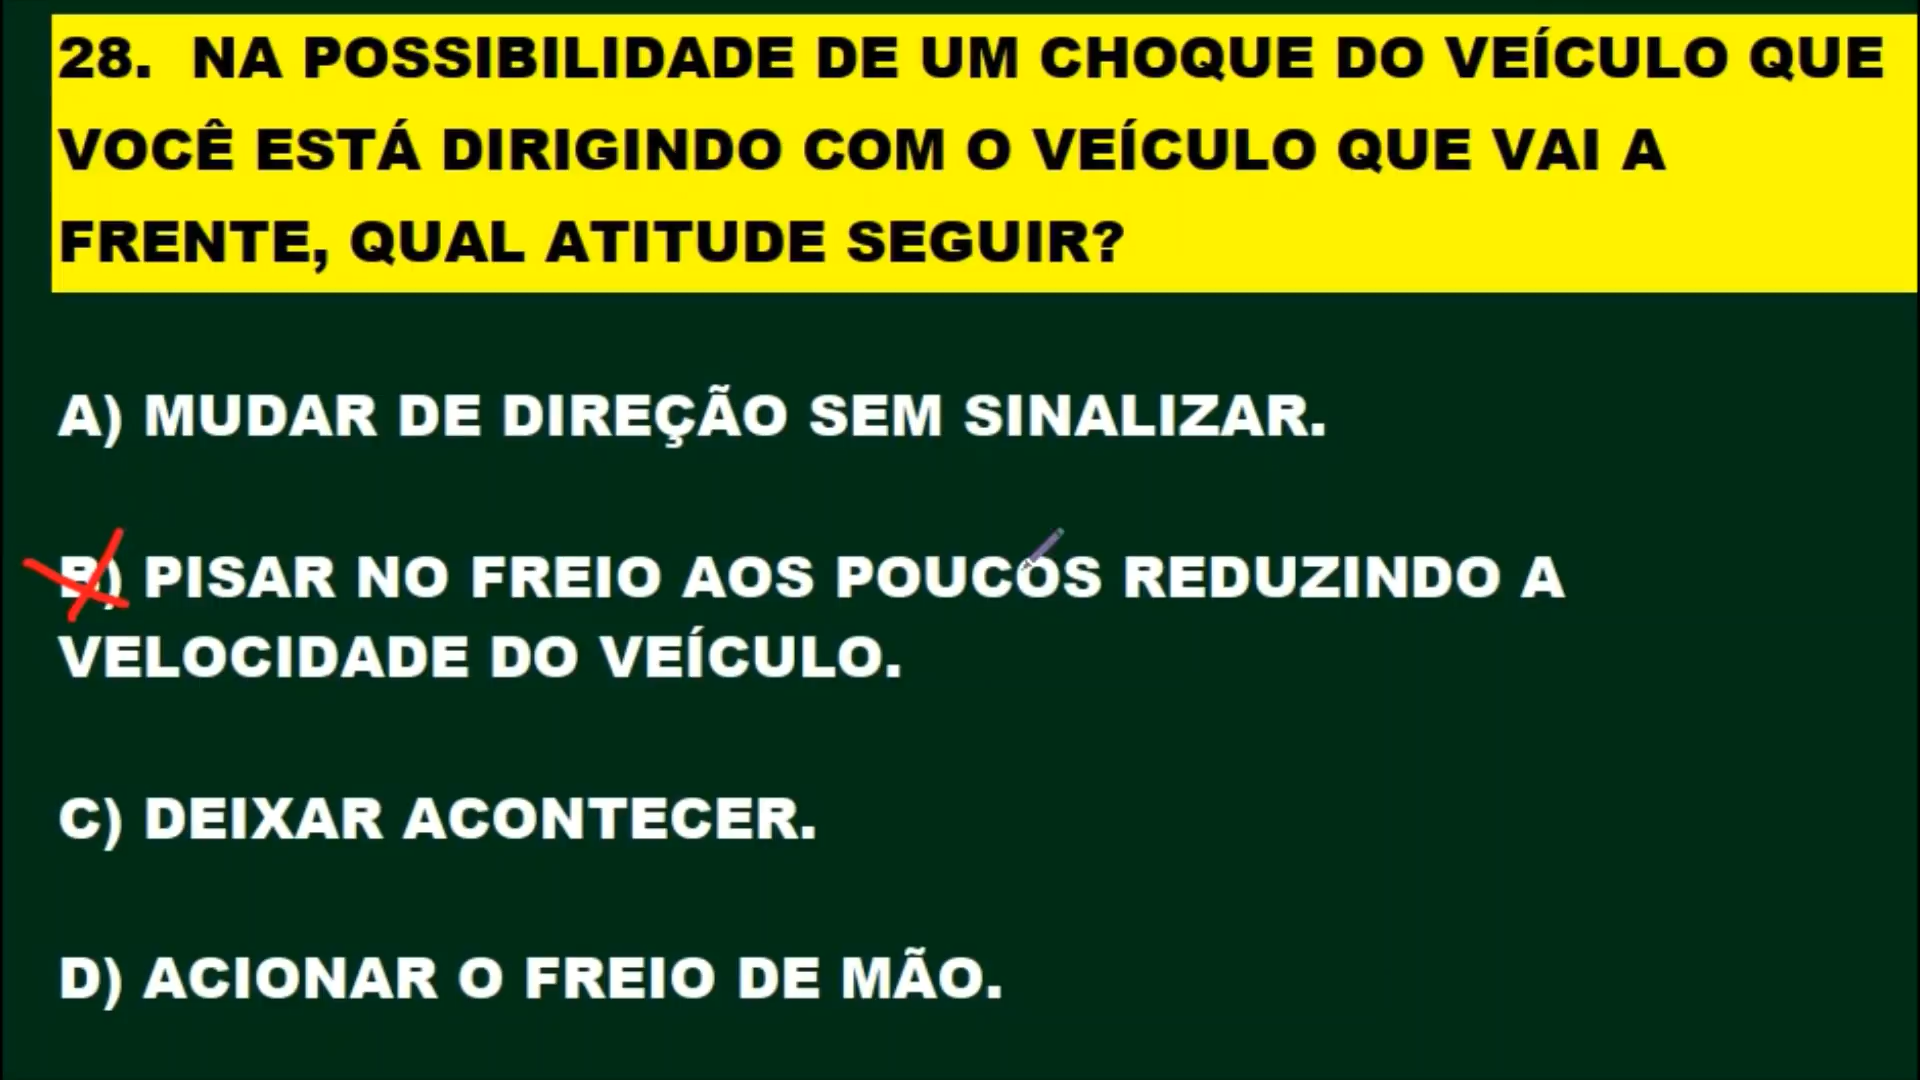 28. NA POSSIBILIDADE DE UM CHOQUE DO VEÍCULO QUE
VOCÊ ESTÁ DIRIGINDO COM O VEÍCULO QUE VAI A
FRENTE, QUAL ATITUDE SEGUIR?
A) MUDAR DE DIREÇÃO SEM SINALIZAR.
B) PISAR NO FREIO AOS POUCOS REDUZINDO A
VELOCIDADE DO VEÍCULO.
C) DEIXAR ACONTECER.
D) ACIONAR O FREIO DE MÃO.